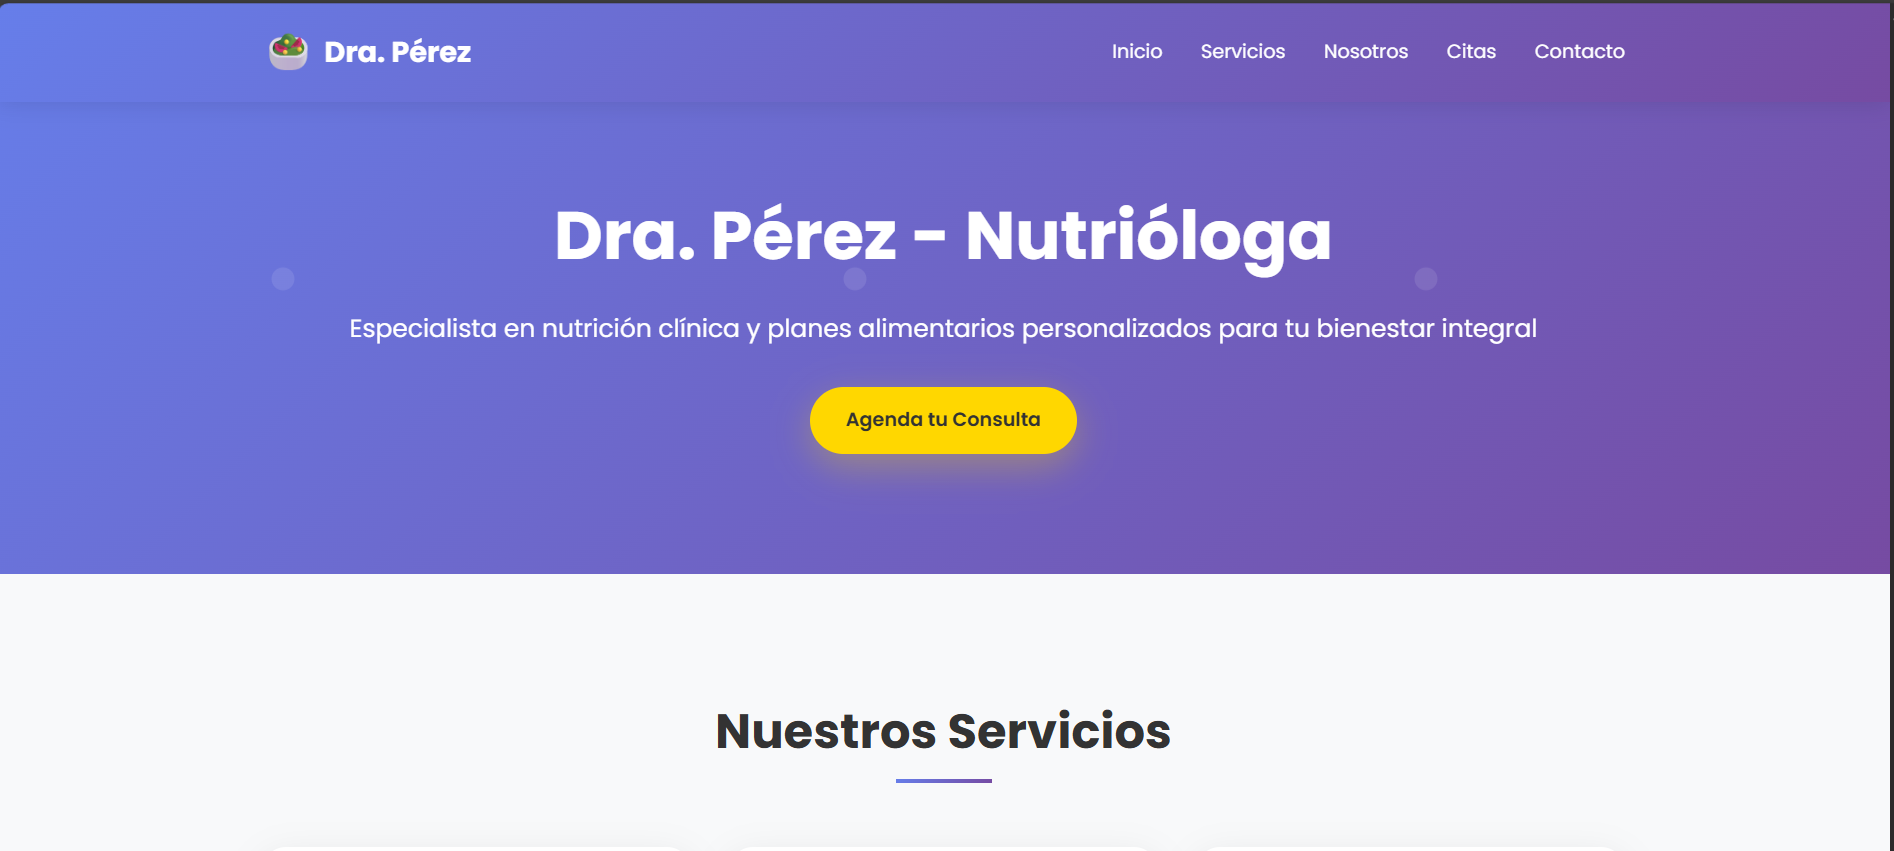 Dra. Pérez
Inicio Servicios Nosotros Citas Contacto
Dra. Pérez - Nutrióloga
Especialista en nutrición clínica y planes alimentarios personalizados para tu bienestar integral
Agenda tu Consulta
Nuestros Servicios